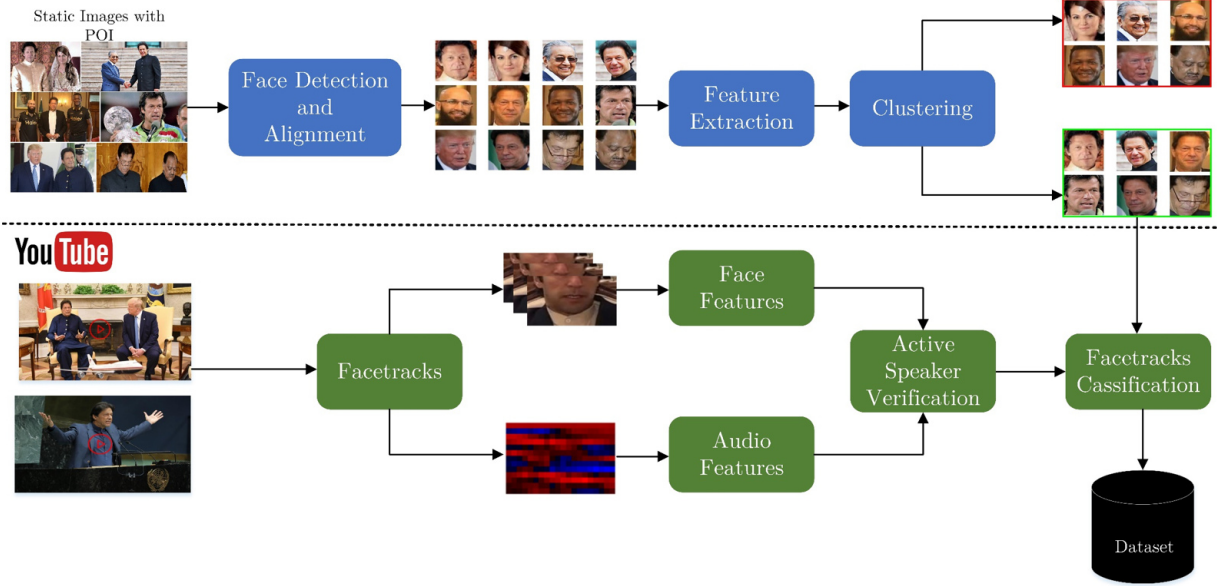 Static Images with
POI
Face Detection
and
Alignment
Feature
Extraction
Clustering
YouTube
Facetracks
Face
Features
Audio
Features
Active
Speaker
Verification
Facetracks
Cassification
Dataset